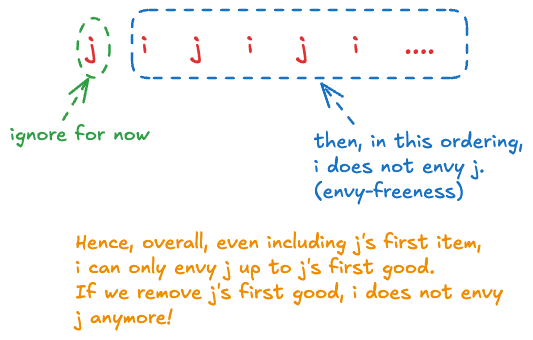 j i j i j i ....
ignore for now
then, in this ordering,
i does not envy j.
(envy-freeness)
Hence, overall, even including j's first item,
i can only envy j up to j's first good.
If we remove j's first good, i does not envy
j anymore!